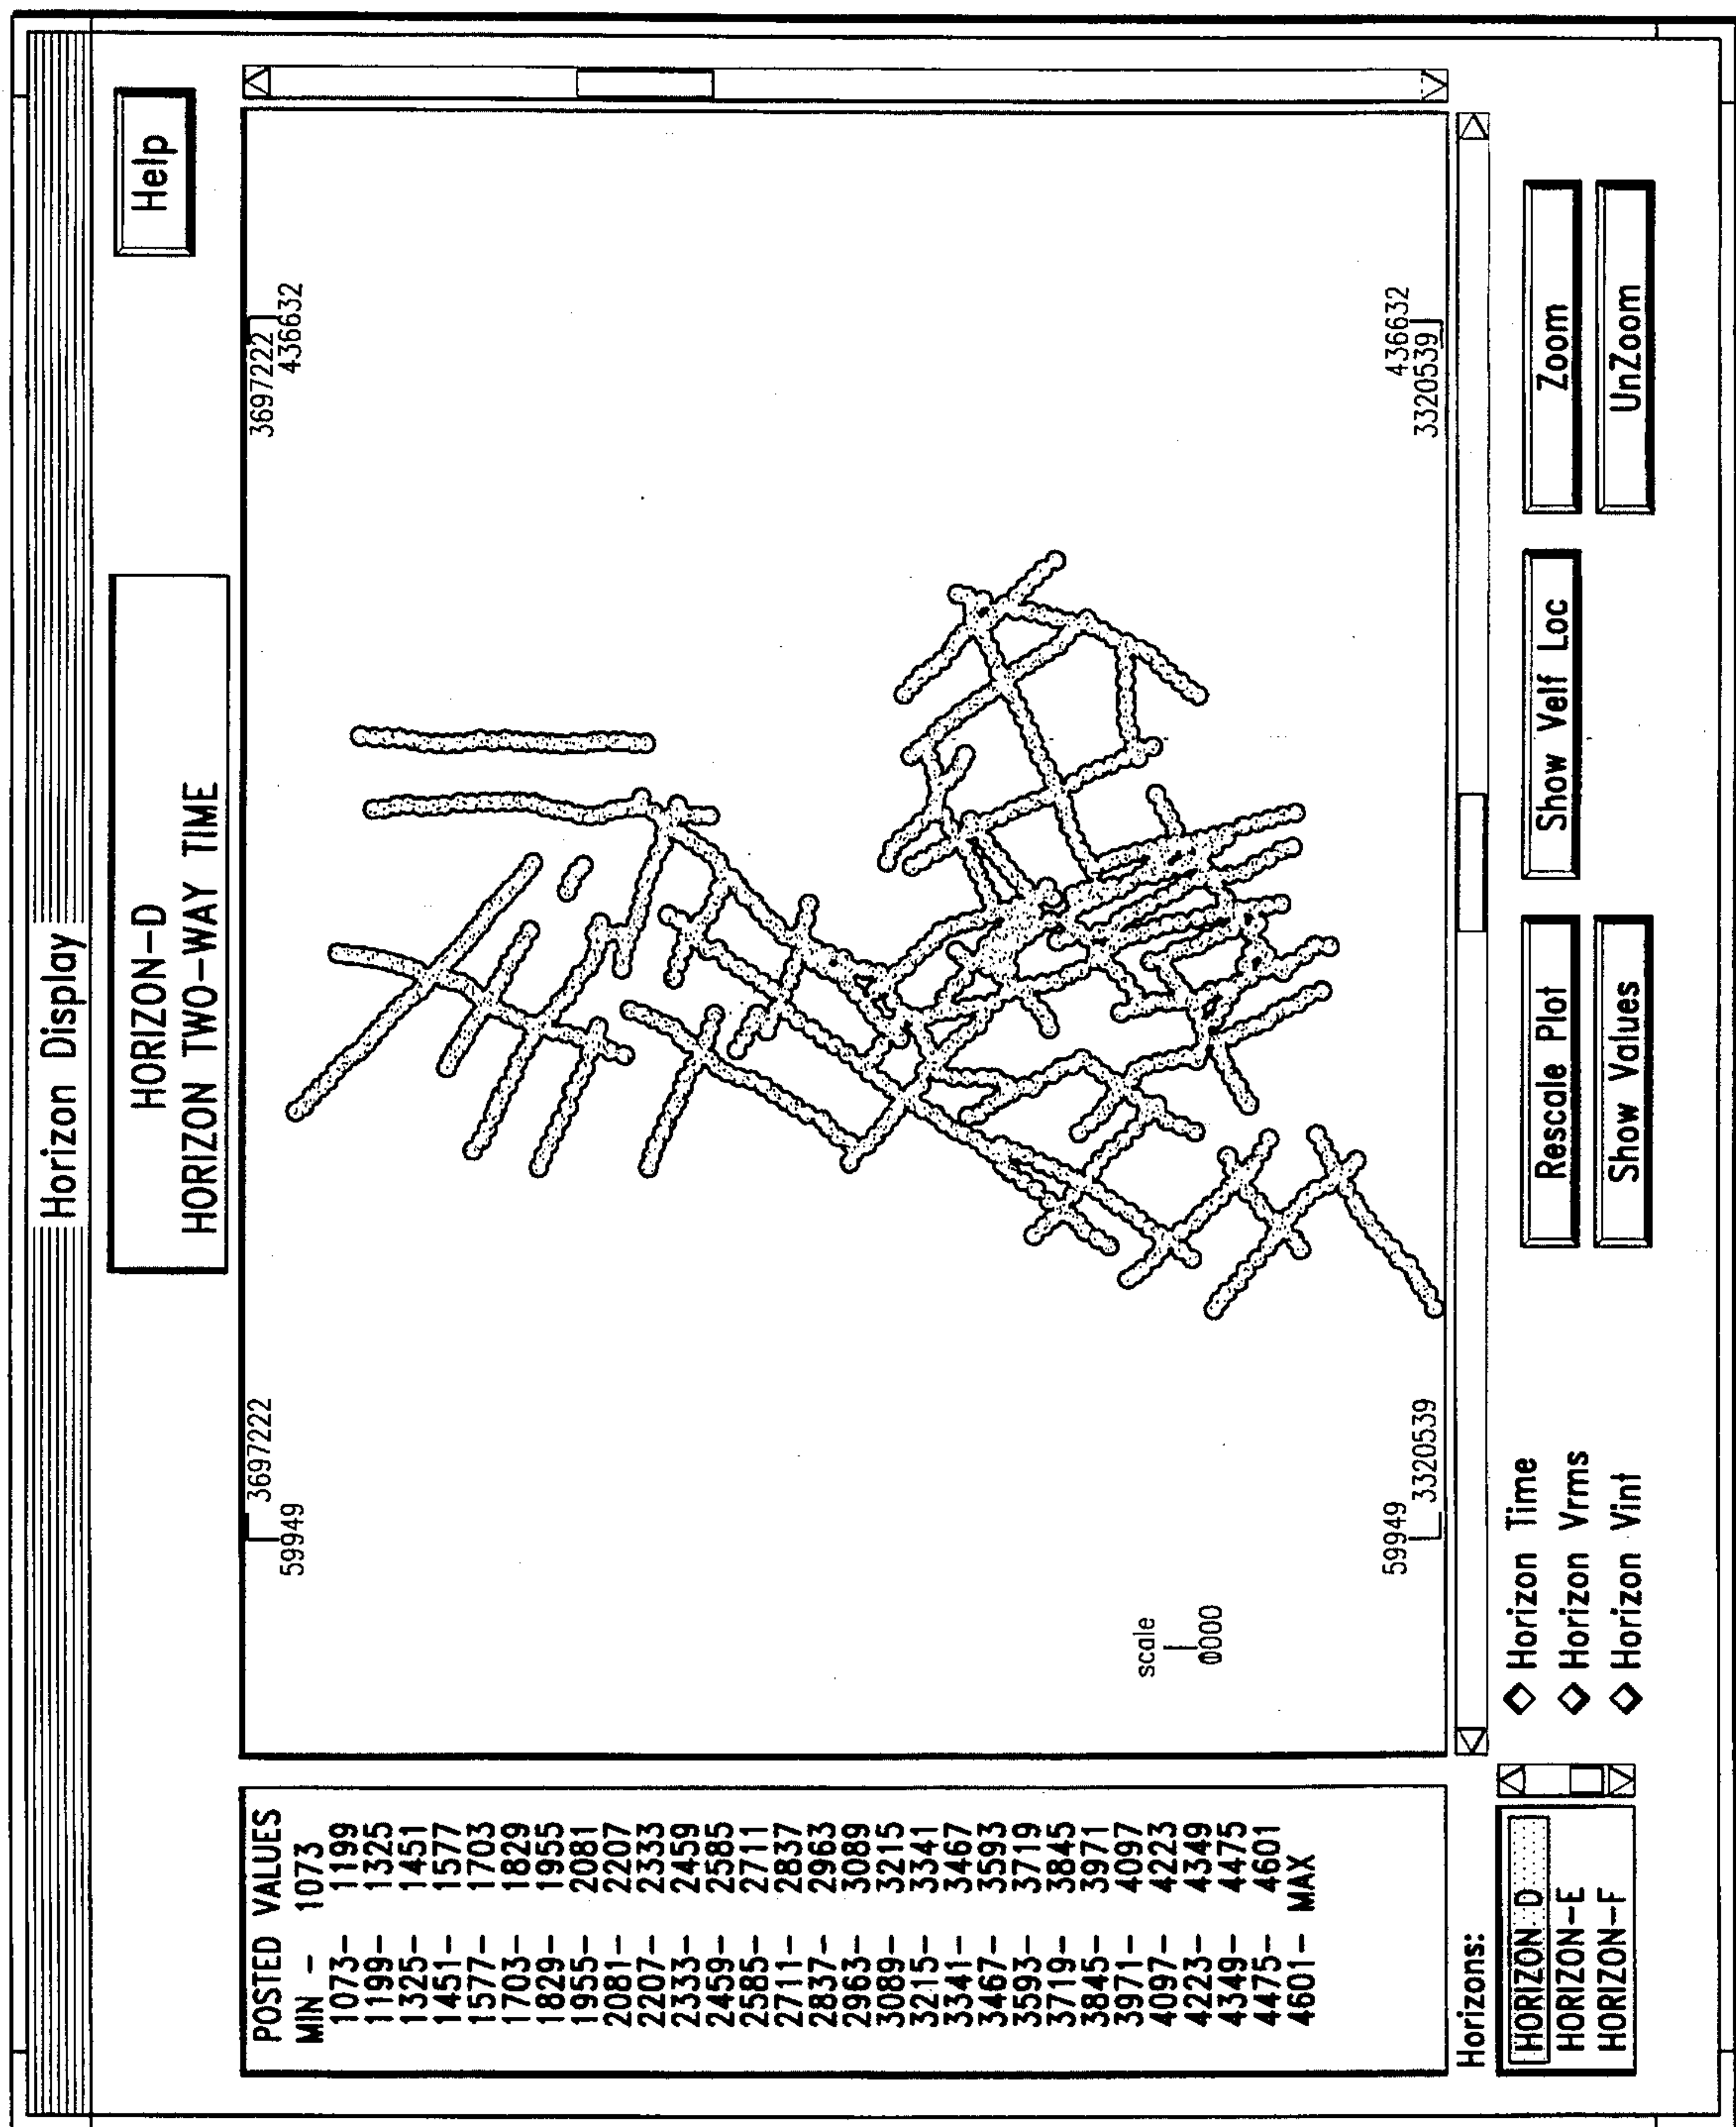 Horizon Display
HORIZON-D
HORIZON TWO-WAY TIME
Help
POSTED VALUES
MIN - 1073
1073- 1199
1199- 1325
1325- 1451
1451- 1577
1577- 1703
1703- 1829
1829- 1955
1955- 2081
2081- 2207
2207- 2333
2333- 2459
2459- 2585
2585- 2711
2711- 2837
2837- 2963
2963- 3089
3089- 3215
3215- 3341
3341- 3467
3467- 3593
3593- 3719
3719- 3845
3845- 3971
3971- 4097
4097- 4223
4223- 4349
4349- 4475
4475- 4601
4601- MAX
3697222
59949
3697222
436632
scale
59949
3320539
436632
3320539
Horizons:
HORIZON-D
HORIZON-E
HORIZON-F
Horizon Time
Horizon Vrms
Horizon Vint
Rescale Plot
Show Velf Loc
Zoom
Show Values
UnZoom